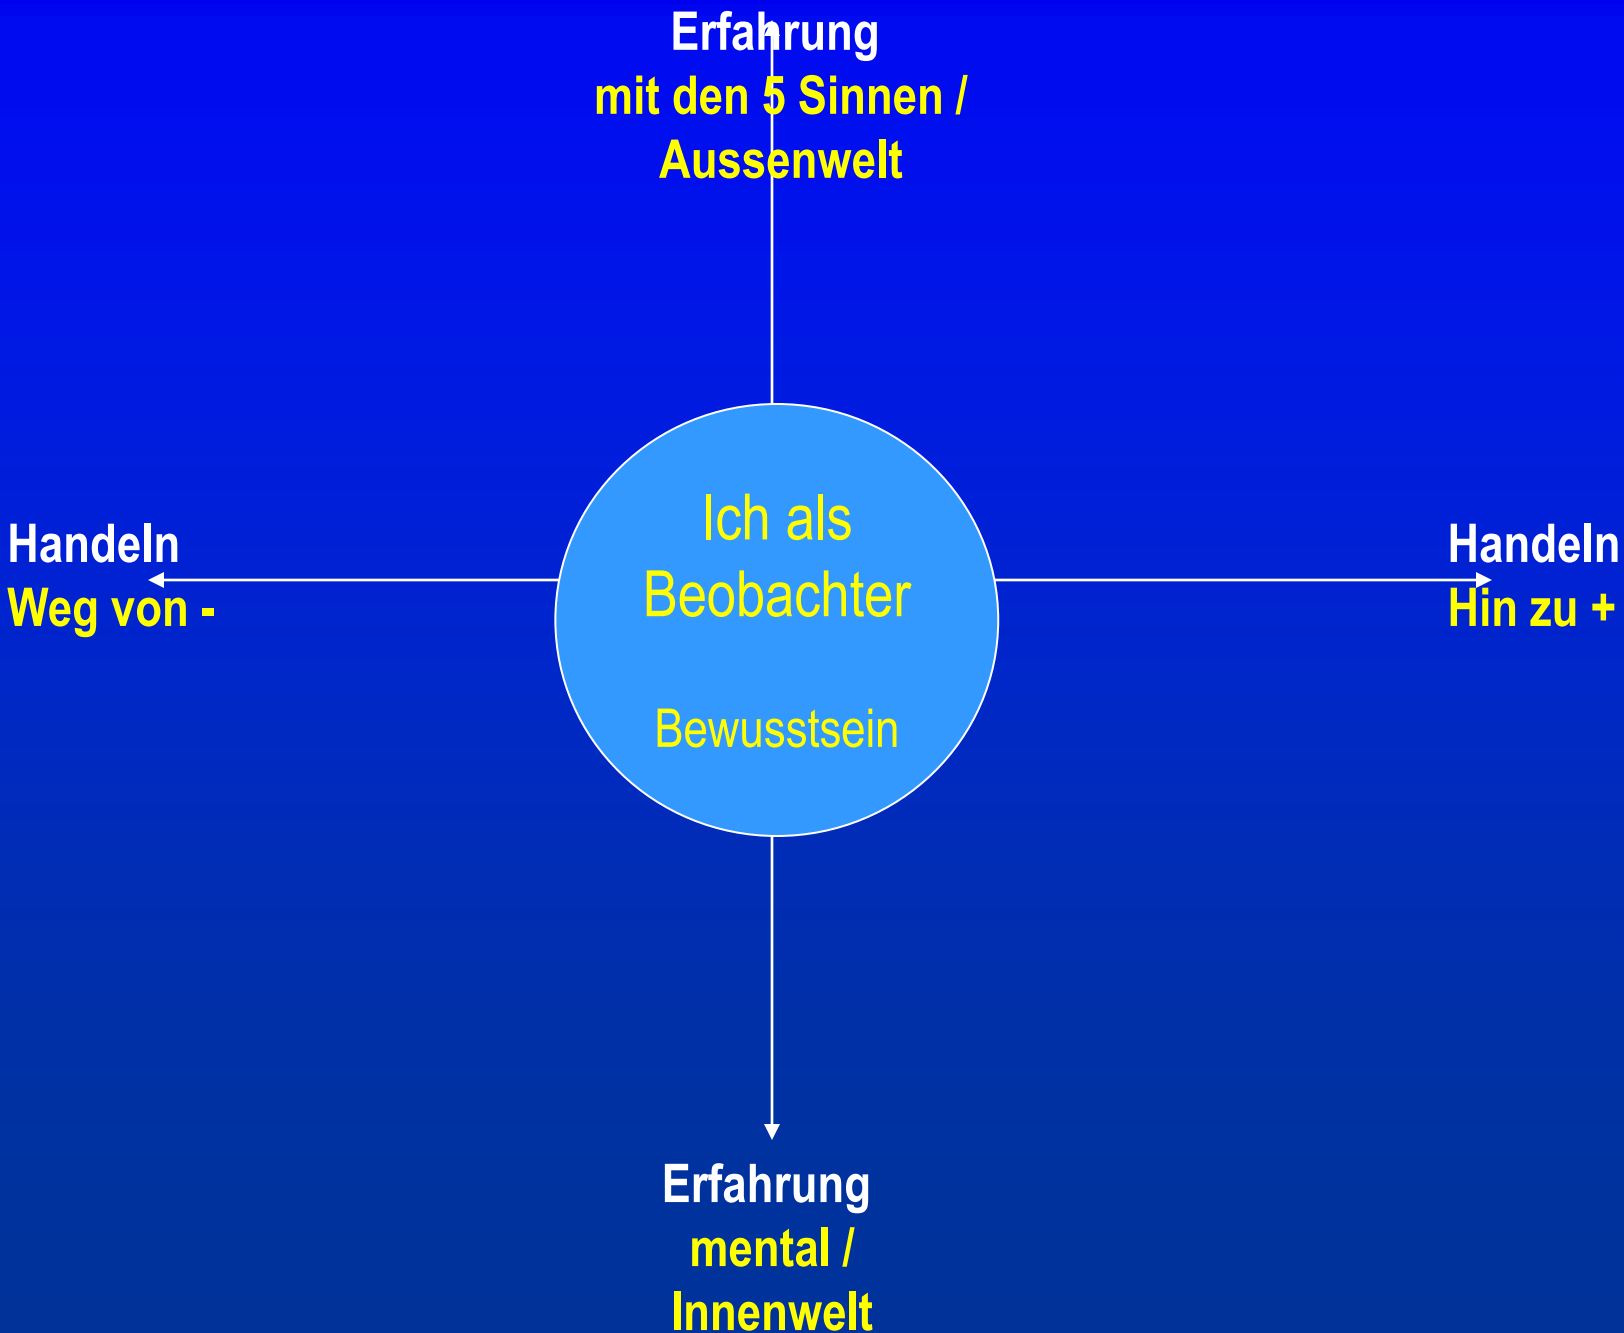 Erfahrung
mit den 5 Sinnen /
Aussenwelt
Handeln
Weg von -
Ich als
Beobachter
Bewusstsein
Handeln
Hin zu +
Erfahrung
mental /
Innenwelt